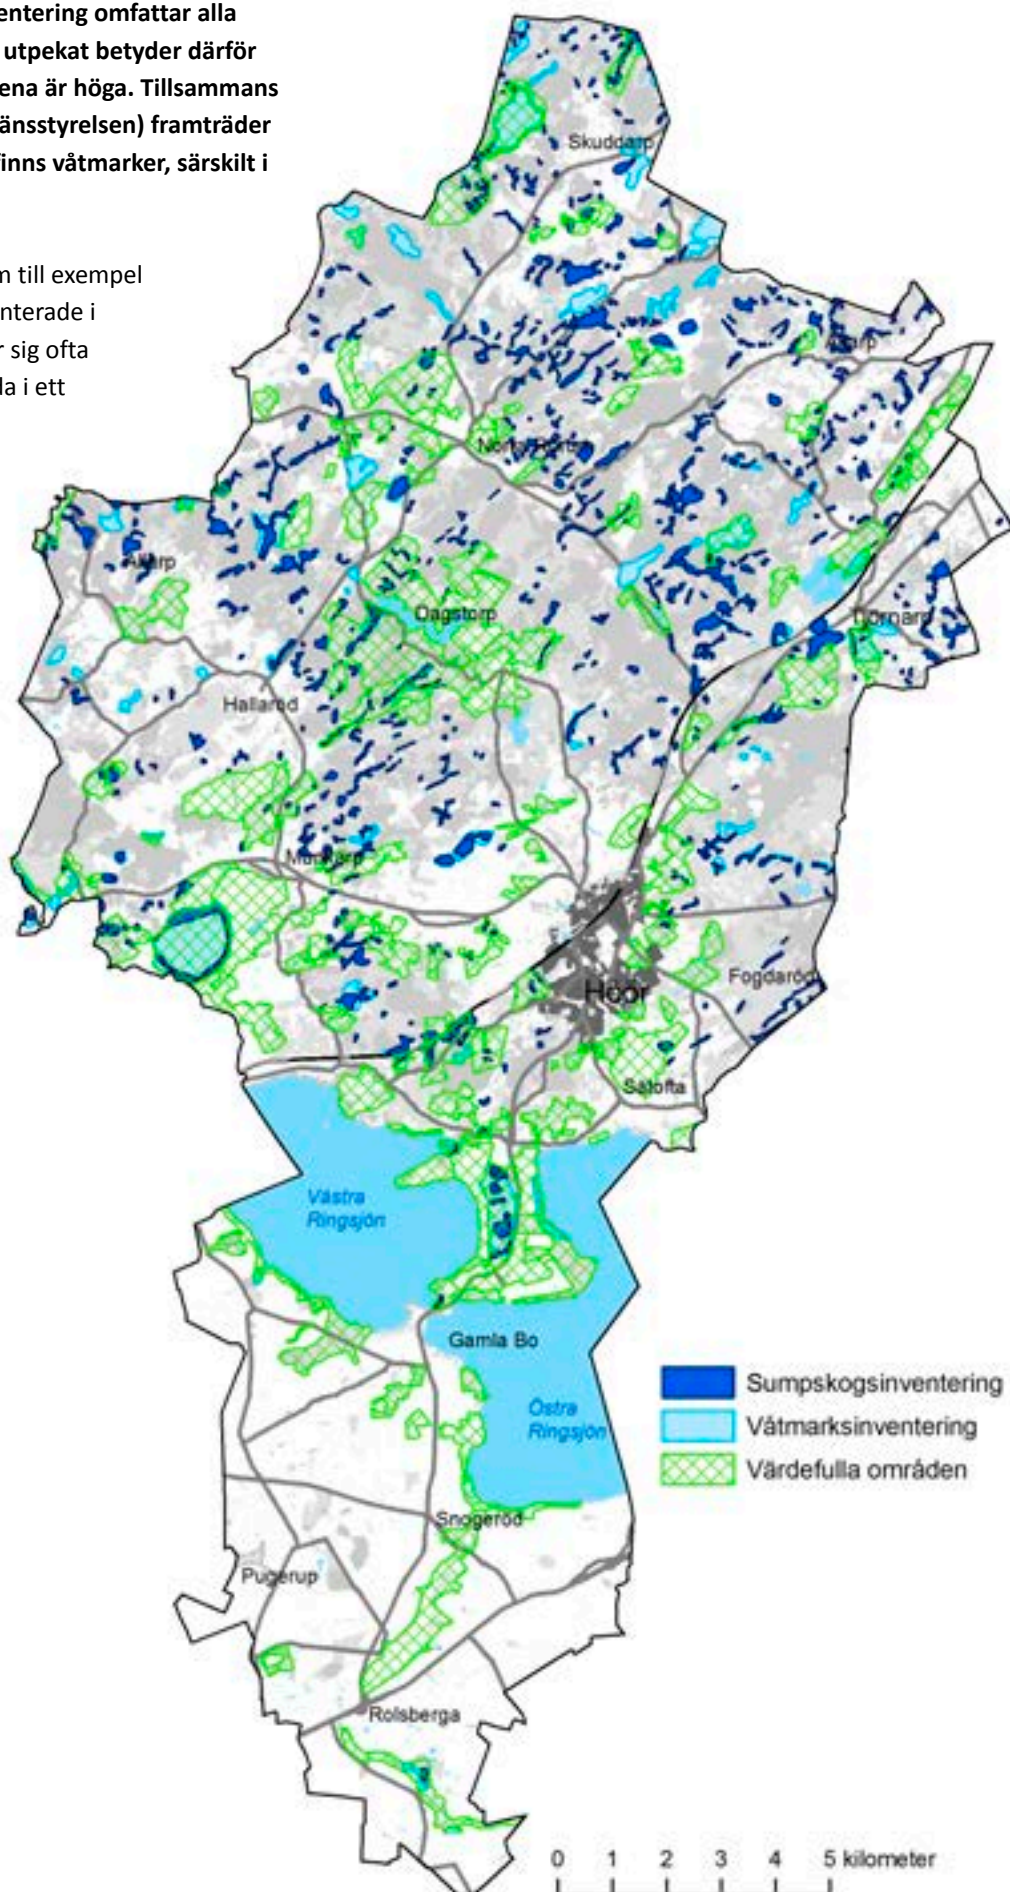 entering omfattar alla
utpekat betyder därför
ena är höga. Tillsammans
änsstyrelsen) framträder
finns våtmarker, särskilt i
m till exempel
nterade i
r sig ofta
la i ett
Skuddarp
Norra Rörum
Dagstorp
Tjörnarp
Hallaröd
Munkarp
Höör
Fogdaröd
Sätofta
Västra
Ringsjön
Gamla Bo
Östra
Ringsjön
Sumpskogsinventering
Våtmarksinventering
Värdefulla områden
Snogeröd
Pugerup
Rolsberga
0 1 2 3 4 5 kilometer